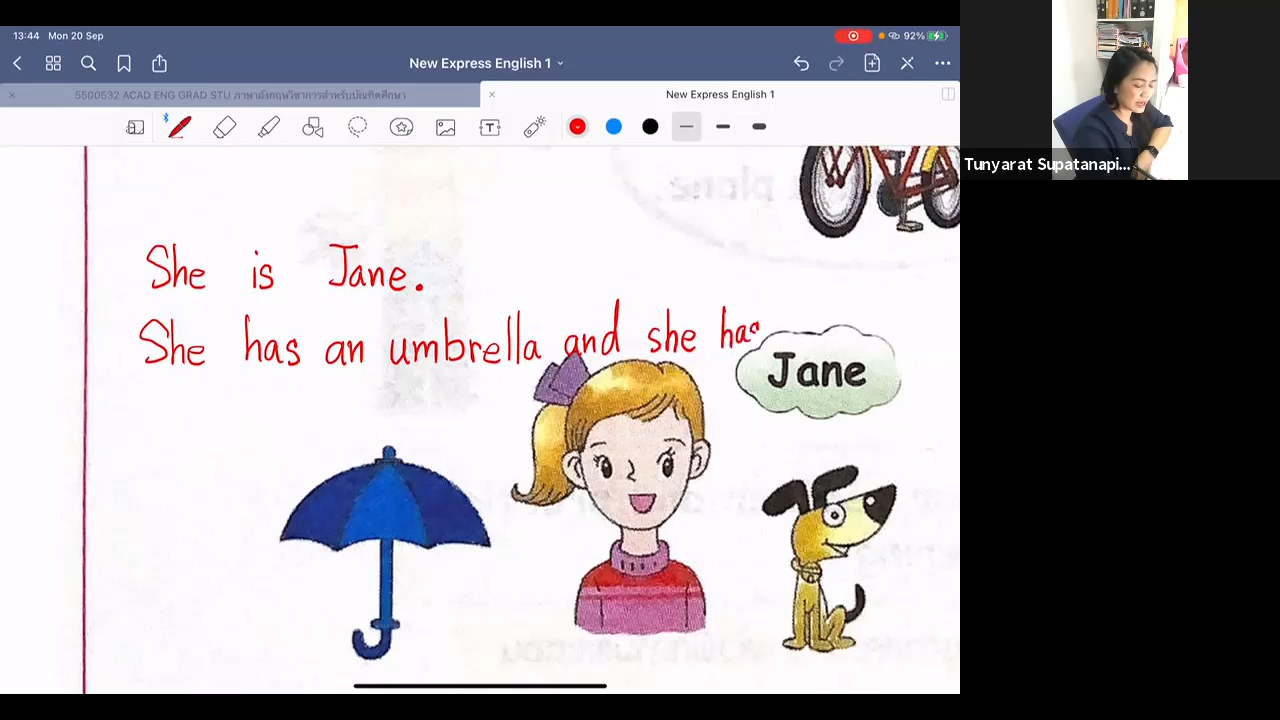 13:44 Mon 20 Sep
92%
New Express English 1
5500532 ACAD ENG GRAD STU ภาษาอังกฤษวิชาการสำหรับบัณฑิตศึกษา
New Express English 1
Tunyarat Supatanapi...
She is Jane.
She has an umbrella and she has
Jane